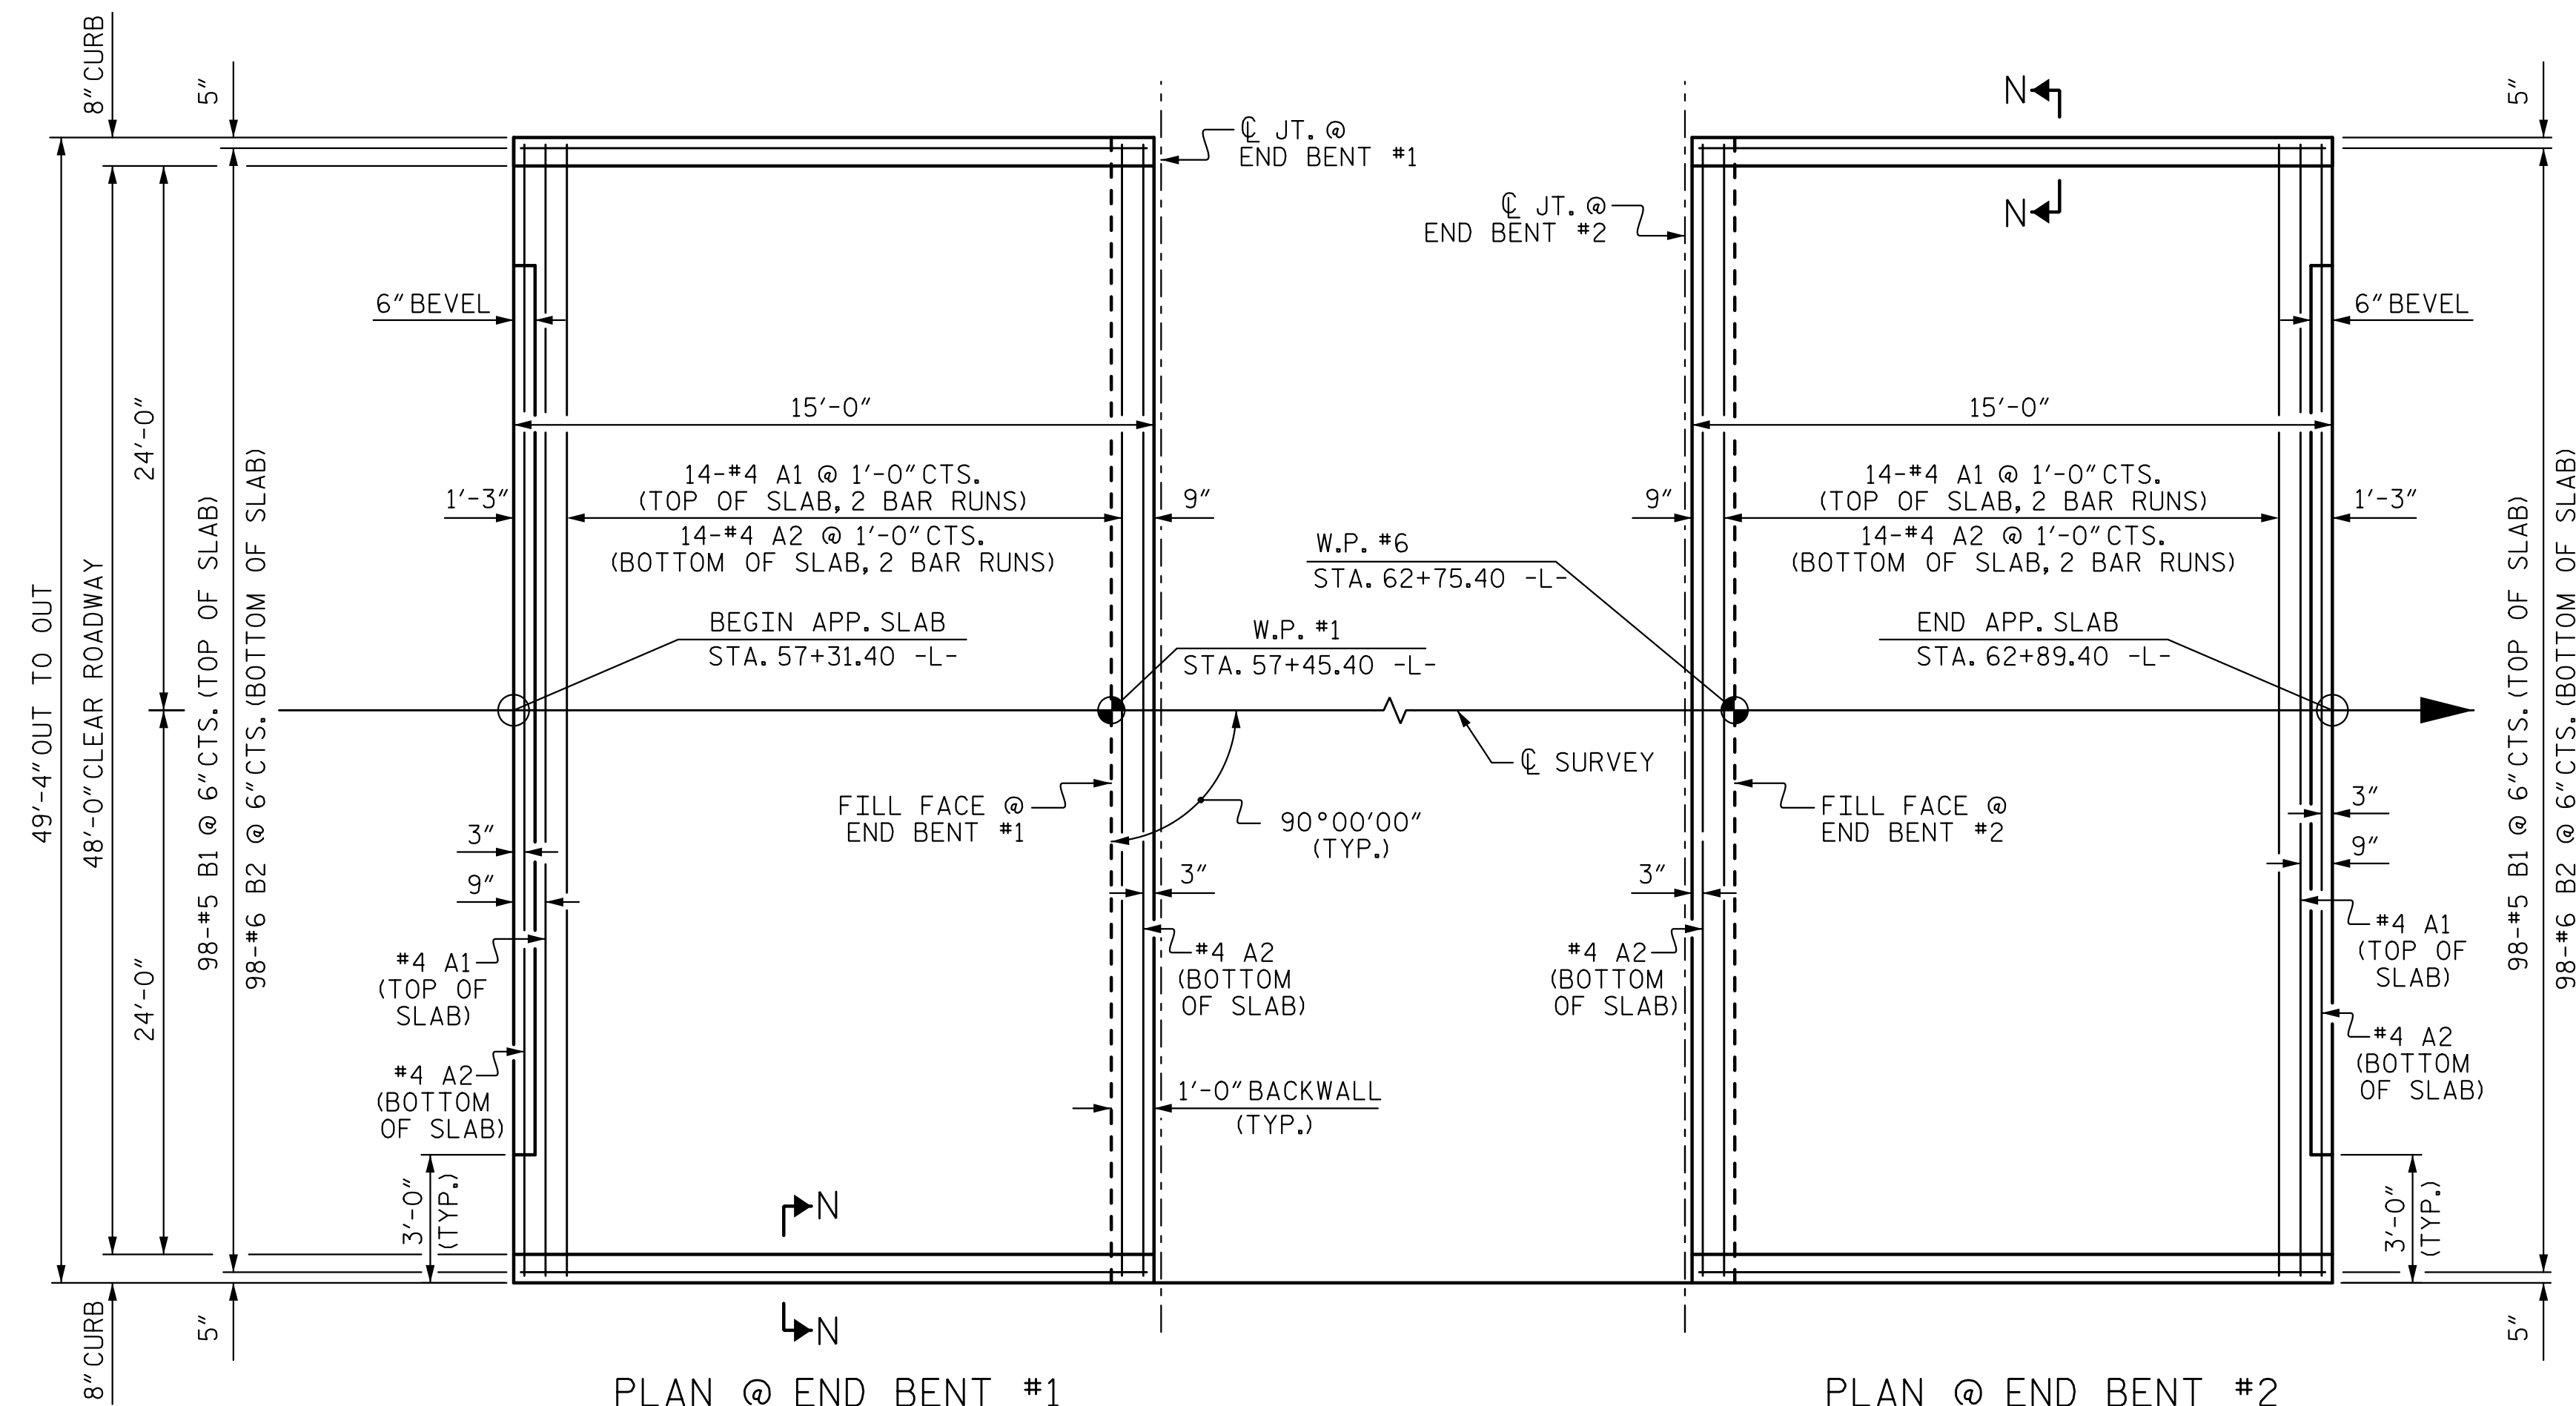 8" CURB
5"
49'-4" OUT TO OUT
48'-0" CLEAR ROADWAY
24'-0"
24'-0"
98-#5 B1 @ 6" CTS. (TOP OF SLAB)
98-#6 B2 @ 6" CTS. (BOTTOM OF SLAB)
8" CURB
5"
6" BEVEL
15'-0"
1'-3"
14-#4 A1 @ 1'-0" CTS.
(TOP OF SLAB, 2 BAR RUNS)
14-#4 A2 @ 1'-0" CTS.
(BOTTOM OF SLAB, 2 BAR RUNS)
9"
BEGIN APP. SLAB
STA. 57+31.40 -L-
3"
9"
#4 A1
(TOP OF
SLAB)
#4 A2
(BOTTOM
OF SLAB)
3'-0"
(TYP.)
FILL FACE @
END BENT #1
N
N
℄ JT. @
END BENT #1
W.P. #1
STA. 57+45.40 -L-
90°00'00"
(TYP.)
3"
#4 A2
(BOTTOM
OF SLAB)
1'-0" BACKWALL
(TYP.)
PLAN @ END BENT #1
℄ JT. @
END BENT #2
W.P. #6
STA. 62+75.40 -L-
℄ SURVEY
N
N
15'-0"
9"
14-#4 A1 @ 1'-0" CTS.
(TOP OF SLAB, 2 BAR RUNS)
14-#4 A2 @ 1'-0" CTS.
(BOTTOM OF SLAB, 2 BAR RUNS)
1'-3"
6" BEVEL
END APP. SLAB
STA. 62+89.40 -L-
FILL FACE @
END BENT #2
3"
#4 A2
(BOTTOM
OF SLAB)
3"
9"
#4 A1
(TOP OF
SLAB)
#4 A2
(BOTTOM
OF SLAB)
3'-0"
(TYP.)
5"
98-#5 B1 @ 6" CTS. (TOP OF SLAB)
98-#6 B2 @ 6" CTS. (BOTTOM OF SLAB)
5"
PLAN @ END BENT #2